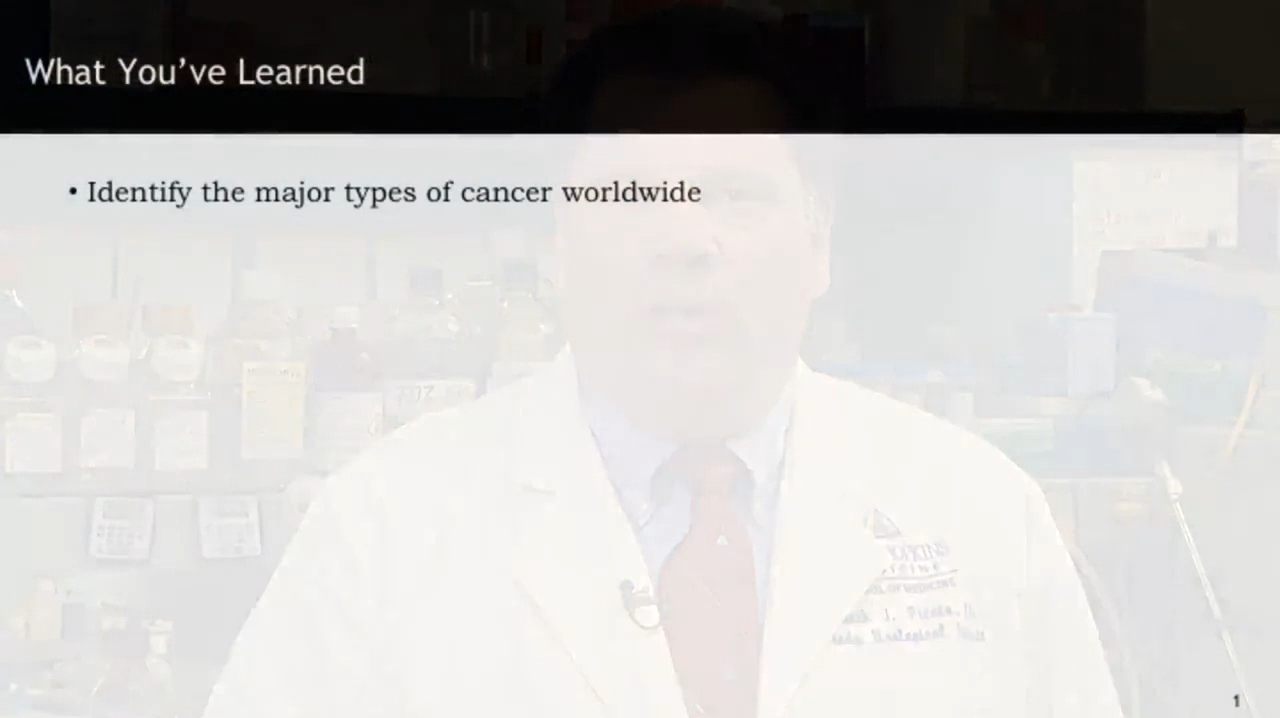 What You've Learned
• Identify the major types of cancer worldwide
1